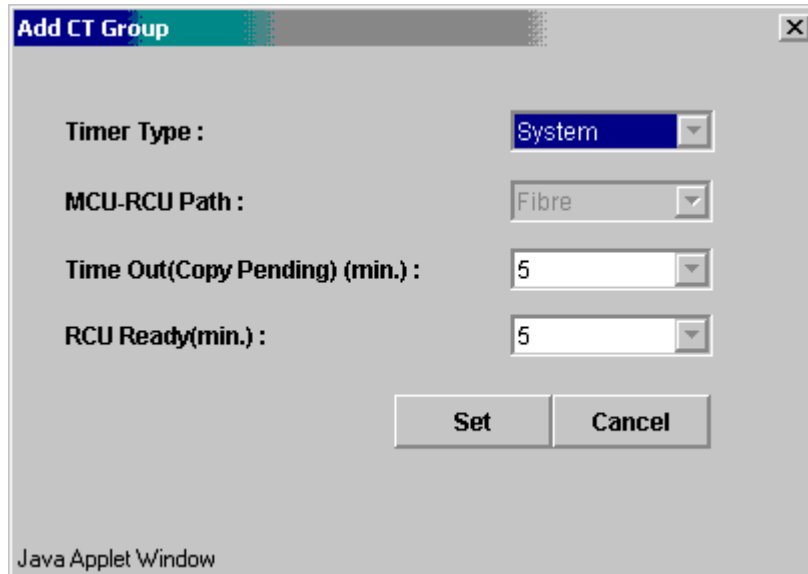 Add CT Group
Timer Type : System
MCU-RCU Path : Fibre
Time Out(Copy Pending) (min.) : 5
RCU Ready(min.) : 5
Set Cancel
Java Applet Window